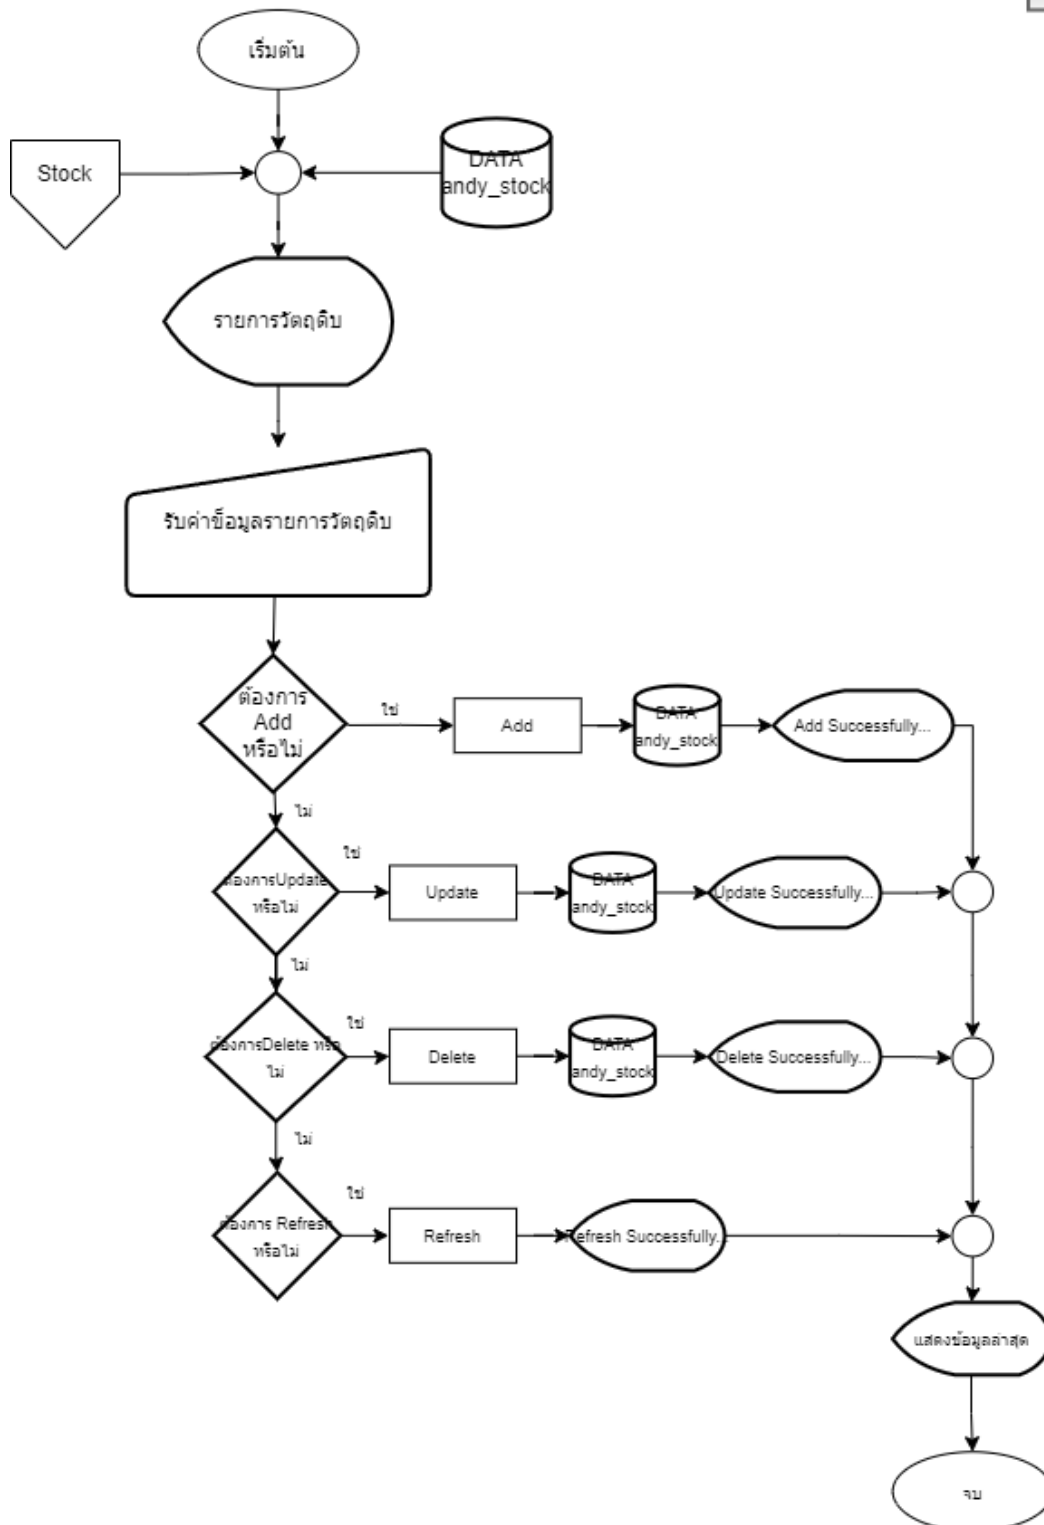 เริ่มต้น
Stock
DATA
andy_stock
รายการวัตฤดิบ
รับค่าข้อมูลรายการวัตฤดิบ
ต้องการ
Add
หรือไม่
ใช่
Add
DATA
andy_stock
Add Successfully...
ไม่
ต้องการUpdate
หรือไม่
ใช่
Update
DATA
andy_stock
Update Successfully...
ไม่
ต้องการDelete หรือ
ไม่
ใช่
Delete
DATA
andy_stock
Delete Successfully...
ไม่
ต้องการ Refresh
หรือไม่
ใช่
Refresh
Refresh Successfully...
แสดงข้อมูลล่าสุด
จบ